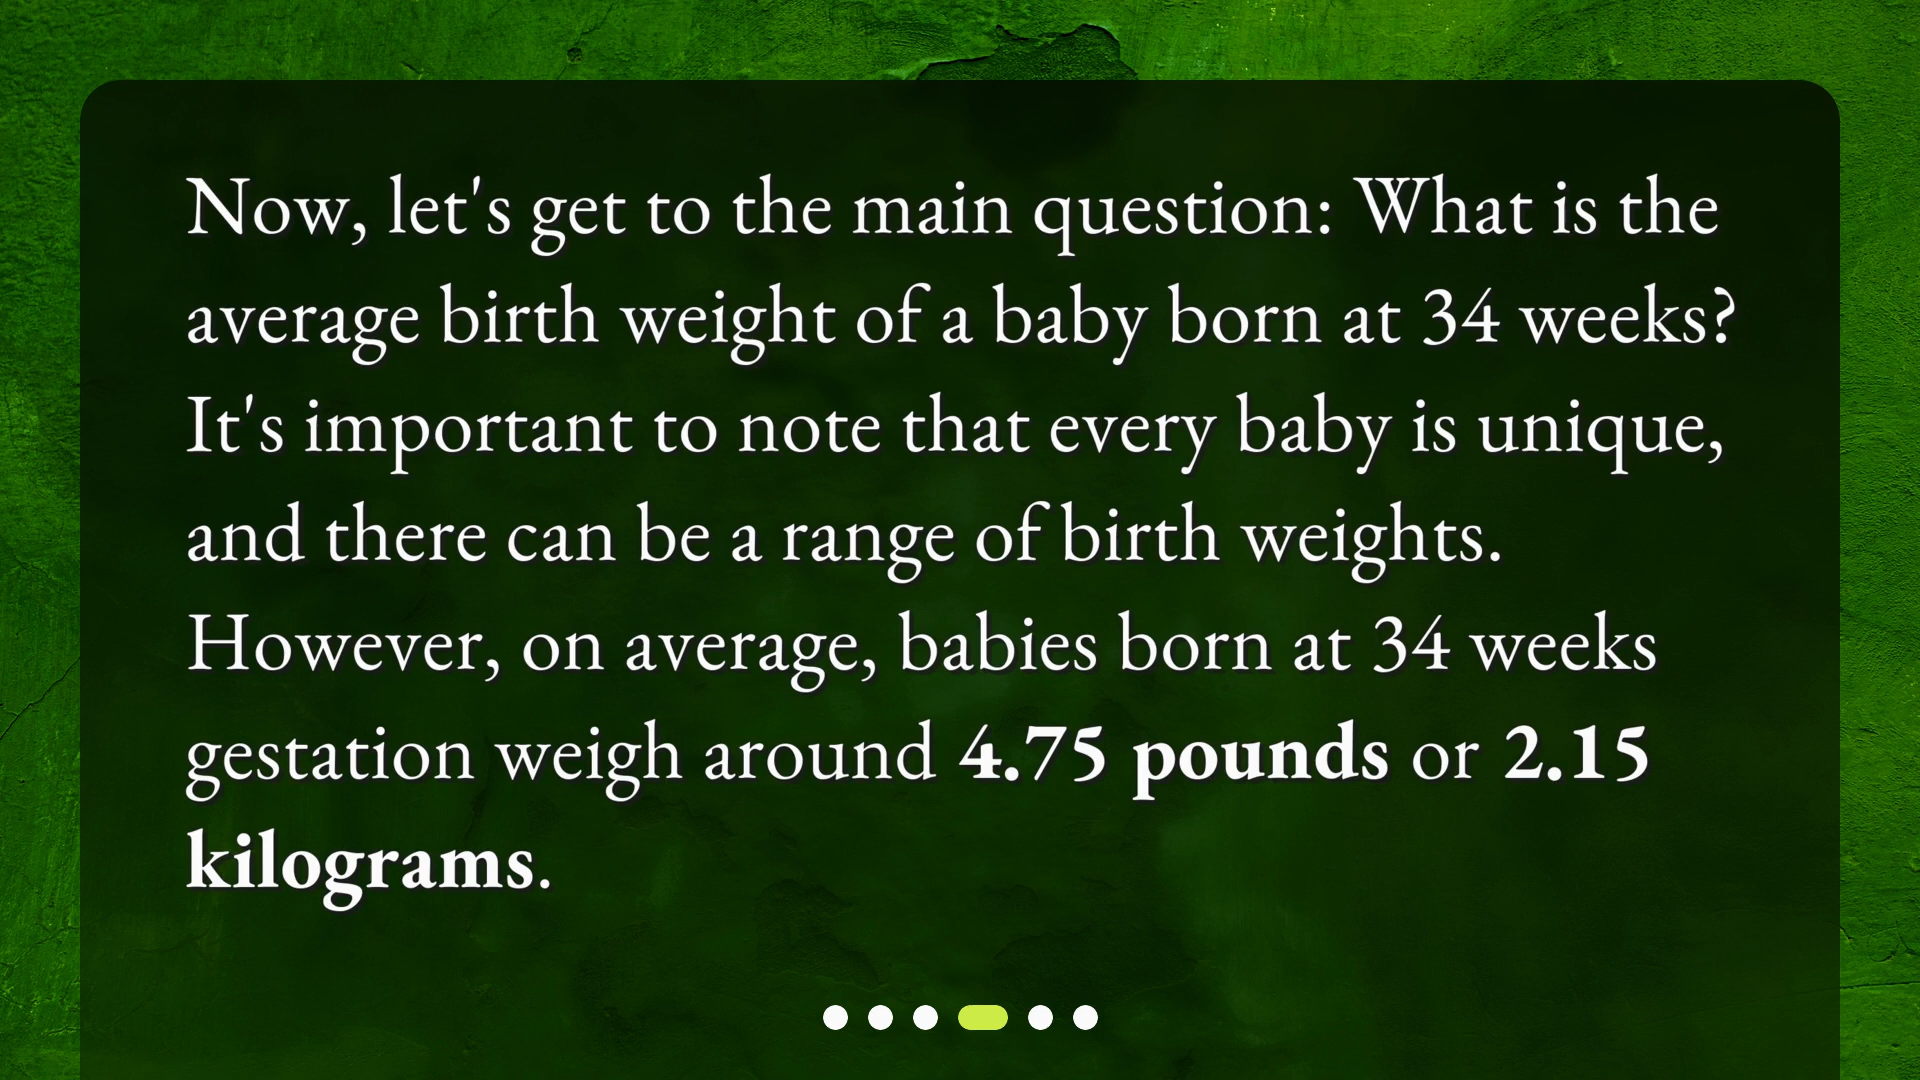 Now, let's get to the main question: What is the
average birth weight of a baby born at 34 weeks?
It's important to note that every baby is unique,
and there can be a range of birth weights.
However, on average, babies born at 34 weeks
gestation weigh around 4.75 pounds or 2.15
kilograms.